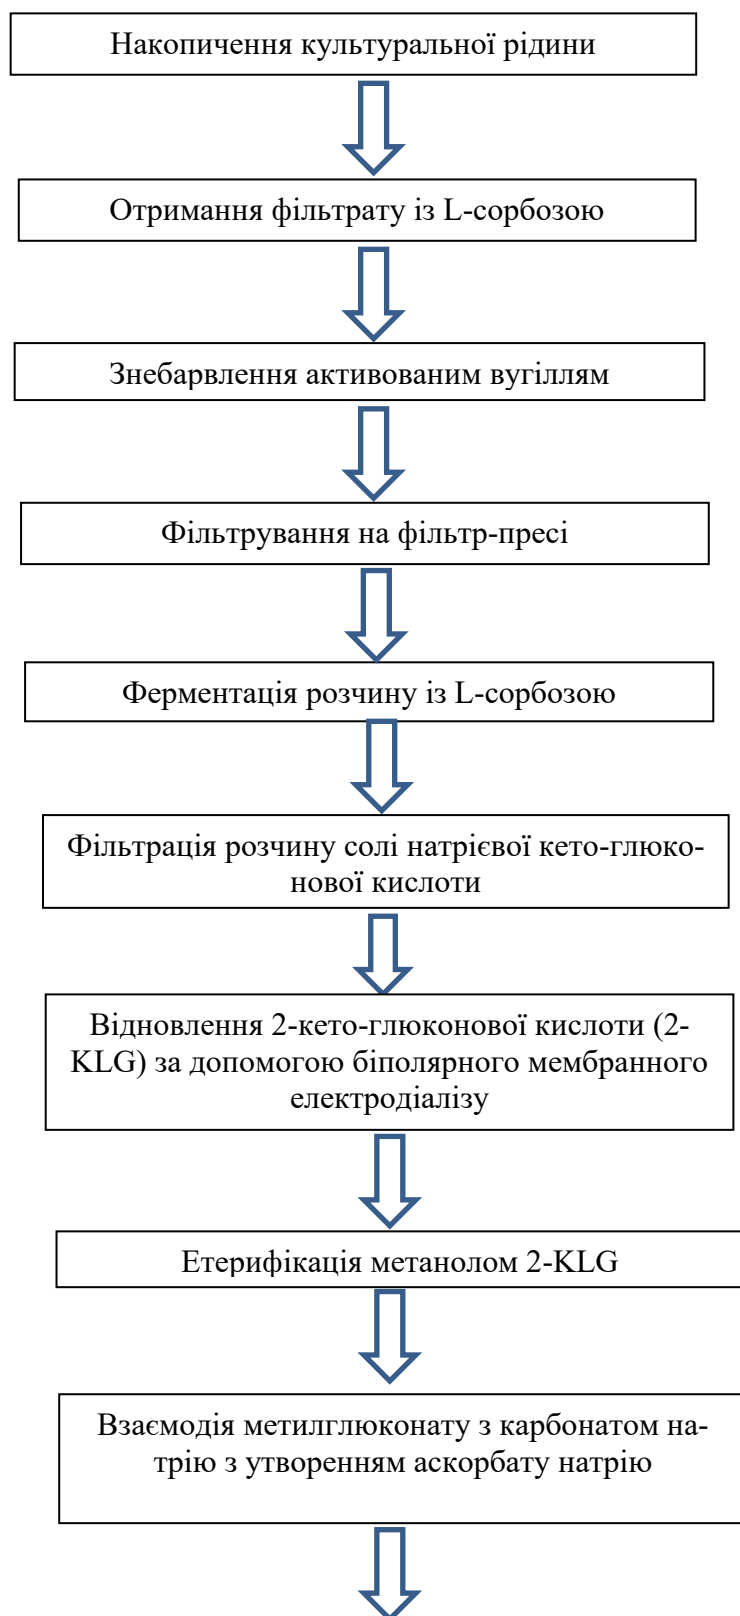 Накопичення культуральної рідини
Отримання фільтрату із L-сорбозою
Знебарвлення активованим вугіллям
Фільтрування на фільтр-пресі
Ферментація розчину із L-сорбозою
Фільтрація розчину солі натрієвої кето-глюко-
нової кислоти
Відновлення 2-кето-глюконової кислоти (2-
KLG) за допомогою біполярного мембранного
електродіалізу
Етерифікація метанолом 2-KLG
Взаємодія метилглюконату з карбонатом на-
трію з утворенням аскорбату натрію